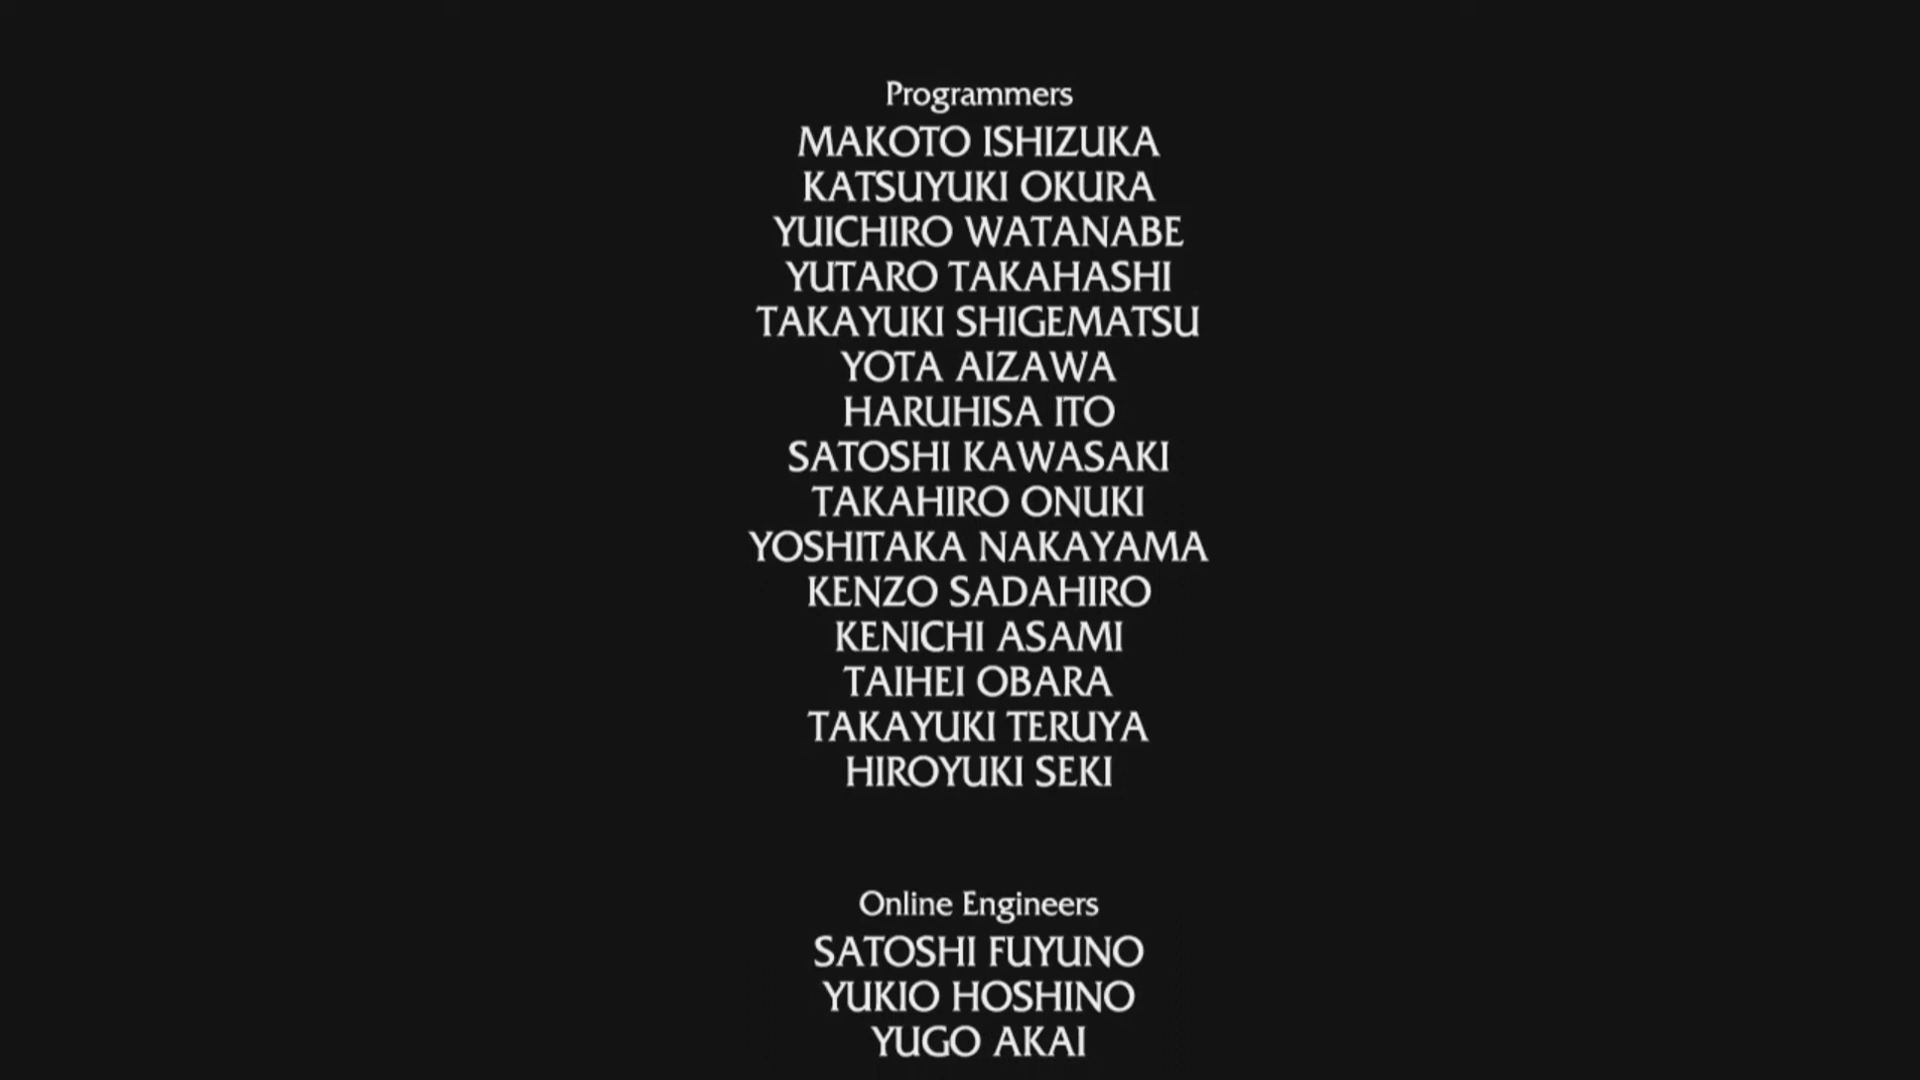 Programmers
MAKOTO ISHIZUKA
KATSUYUKI OKURA
YUICHIRO WATANABE
YUTARO TAKAHASHI
TAKAYUKI SHIGEMATSU
YOTA AIZAWA
HARUHISA ITO
SATOSHI KAWASAKI
TAKAHIRO ONUKI
YOSHITAKA NAKAYAMA
KENZO SADAHIRO
KENICHI ASAMI
TAIHEI OBARA
TAKAYUKI TERUYA
HIROYUKI SEKI
Online Engineers
SATOSHI FUYUNO
YUKIO HOSHINO
YUGO AKAI